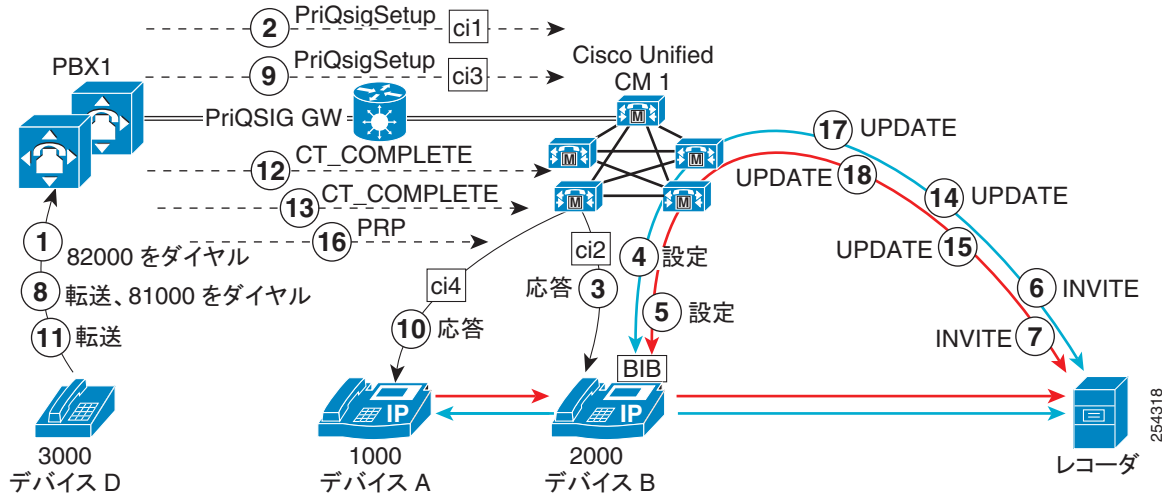 2 PriQsigSetup ci1
9 PriQsigSetup ci3
PBX1
Cisco Unified
CM 1
M
PriQSIG GW
M
M
M
M
12 CT_COMPLETE
13 CT_COMPLETE
16 PRP
17 UPDATE
UPDATE 18
14 UPDATE
UPDATE 15
1 82000 をダイヤル
8 転送、81000 をダイヤル
11 転送
ci4
ci2
10 応答
応答 3
4 設定
5 設定
6 INVITE
INVITE 7
BIB
IP
IP
3000
デバイス D
1000
デバイス A
2000
デバイス B
レコーダ
254318